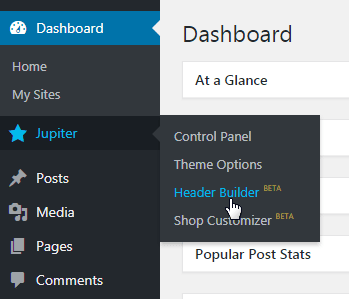 Dashboard
Dashboard
Home
At a Glance
My Sites
Jupiter
Control Panel
Theme Options
Posts
Header Builder BETA
Media
Shop Customizer BETA
Pages
Popular Post Stats
Comments